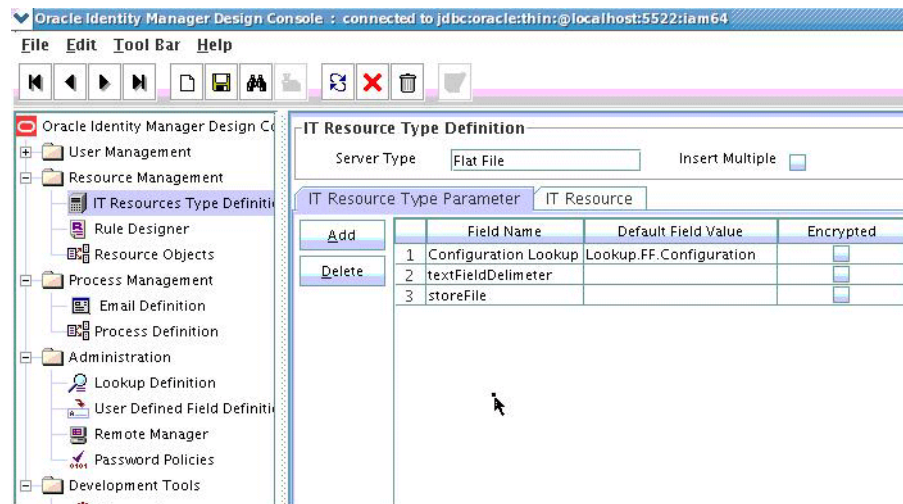 Oracle Identity Manager Design Console : connected to jdbc:oracle:thin:@localhost:5522:iam64
File Edit Tool Bar Help
Oracle Identity Manager Design Co
User Management
Resource Management
IT Resources Type Definiti
Rule Designer
Resource Objects
Process Management
Email Definition
Process Definition
Administration
Lookup Definition
User Defined Field Definiti
Remote Manager
Password Policies
Development Tools
IT Resource Type Definition
Server Type Flat File Insert Multiple
IT Resource Type Parameter IT Resource
Add
Delete
Field Name Default Field Value Encrypted
1 Configuration Lookup Lookup.FF.Configuration
2 textFieldDelimeter
3 storeFile